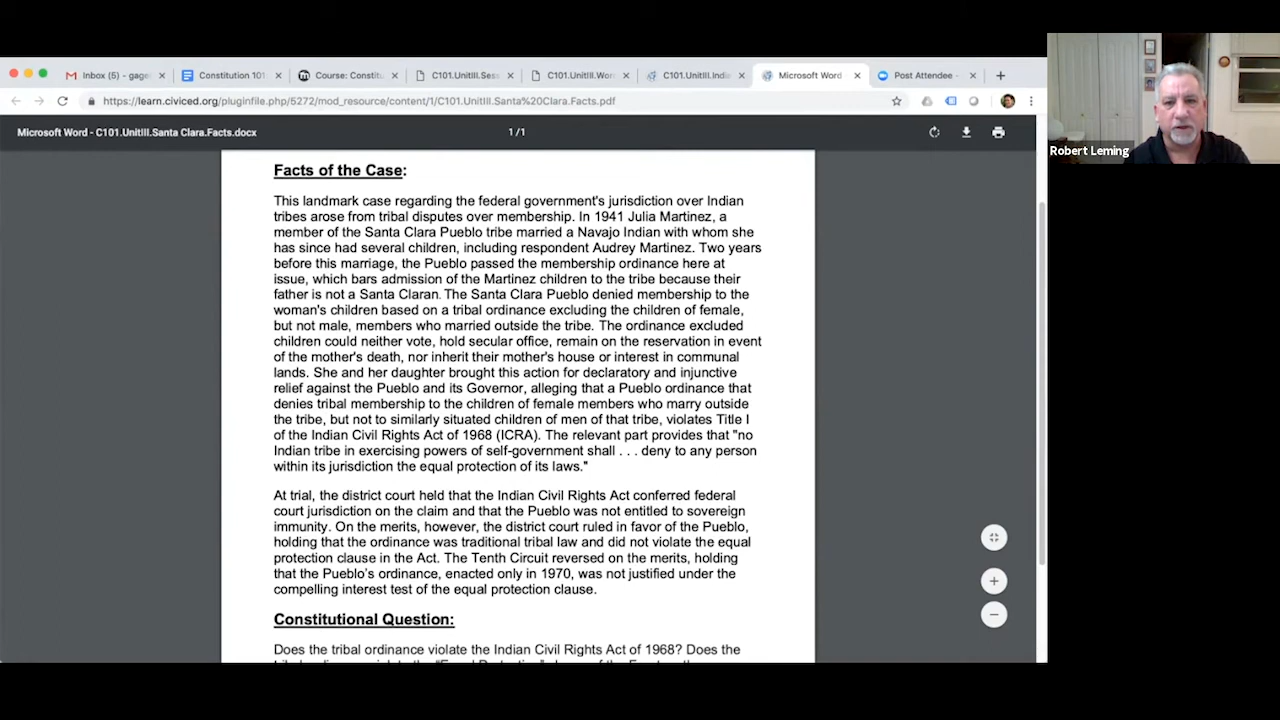 Inbox (5) - gage
Constitution 101
Course: Constit
C101.UnitIII.Ses
C101.UnitIII.Wor
C101.UnitIII.Indi
Microsoft Word
Post Attendee -
https://learn.civiced.org/pluginfile.php/5272/mod_resource/content/1/C101.UnitIII.Santa%20Clara.Facts.pdf
Microsoft Word - C101.UnitIII.Santa Clara.Facts.docx
1/1
Robert Leming
Facts of the Case:
This landmark case regarding the federal government's jurisdiction over Indian
tribes arose from tribal disputes over membership. In 1941 Julia Martinez, a
member of the Santa Clara Pueblo tribe married a Navajo Indian with whom she
has since had several children, including respondent Audrey Martinez. Two years
before this marriage, the Pueblo passed the membership ordinance here at
issue, which bars admission of the Martinez children to the tribe because their
father is not a Santa Claran. The Santa Clara Pueblo denied membership to the
woman's children based on a tribal ordinance excluding the children of female,
but not male, members who married outside the tribe. The ordinance excluded
children could neither vote, hold secular office, remain on the reservation in event
of the mother's death, nor inherit their mother's house or interest in communal
lands. She and her daughter brought this action for declaratory and injunctive
relief against the Pueblo and its Governor, alleging that a Pueblo ordinance that
denies tribal membership to the children of female members who marry outside
the tribe, but not to similarly situated children of men of that tribe, violates Title I
of the Indian Civil Rights Act of 1968 (ICRA). The relevant part provides that "no
Indian tribe in exercising powers of self-government shall . . . deny to any person
within its jurisdiction the equal protection of its laws."
At trial, the district court held that the Indian Civil Rights Act conferred federal
court jurisdiction on the claim and that the Pueblo was not entitled to sovereign
immunity. On the merits, however, the district court ruled in favor of the Pueblo,
holding that the ordinance was traditional tribal law and did not violate the equal
protection clause in the Act. The Tenth Circuit reversed on the merits, holding
that the Pueblo's ordinance, enacted only in 1970, was not justified under the
compelling interest test of the equal protection clause.
Constitutional Question:
Does the tribal ordinance violate the Indian Civil Rights Act of 1968? Does the